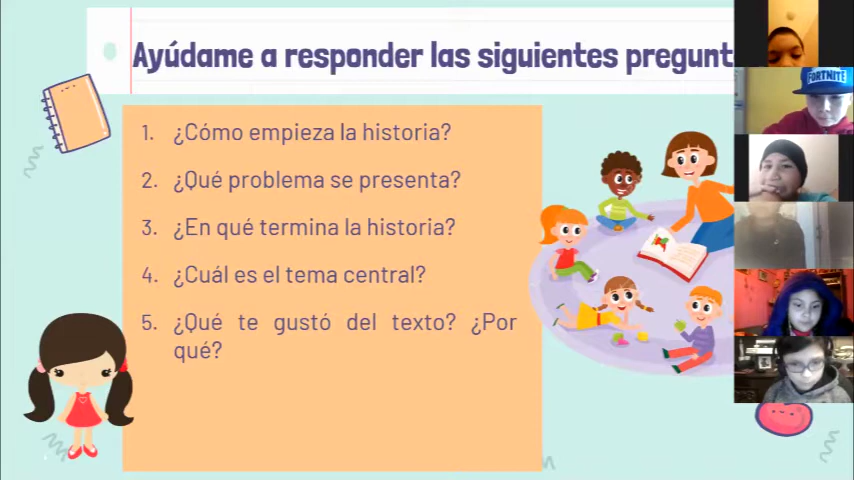 Ayúdame a responder las siguientes pregunt
1. ¿Cómo empieza la historia?
2. ¿Qué problema se presenta?
3. ¿En qué termina la historia?
4. ¿Cuál es el tema central?
5. ¿Qué te gustó del texto? ¿Por
qué?
FORTNITE